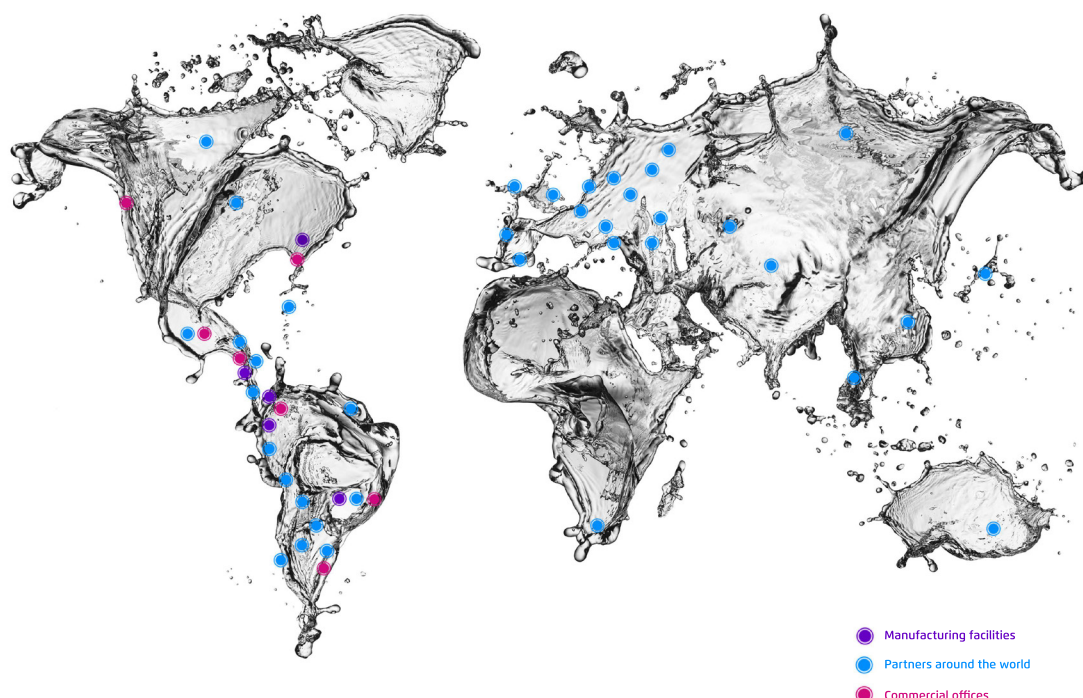 Manufacturing facilities
Partners around the world
Commercial offices